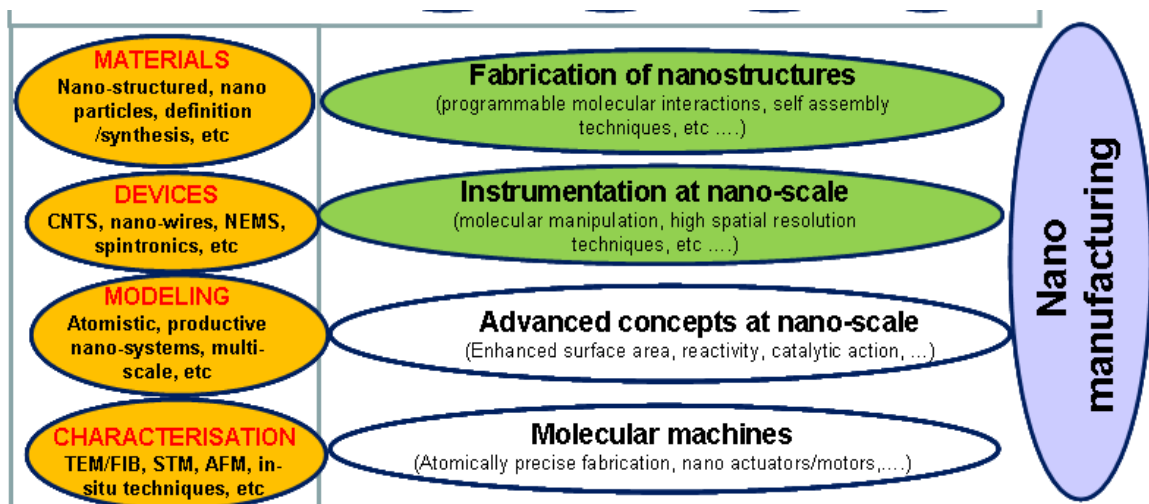 MATERIALS
Nano-structured, nano
particles, definition
/synthesis, etc
Fabrication of nanostructures
(programmable molecular interactions, self assembly
techniques, etc ....)
DEVICES
CNTS, nano-wires, NEMS,
spintronics, etc
Instrumentation at nano-scale
(molecular manipulation, high spatial resolution
techniques, etc ....)
MODELING
Atomistic, productive
nano-systems, multi-
scale, etc
Advanced concepts at nano-scale
(Enhanced surface area, reactivity, catalytic action, ...)
CHARACTERISATION
TEM/FIB, STM, AFM, in-
situ techniques, etc
Molecular machines
(Atomically precise fabrication, nano actuators/motors,....)
Nano
manufacturing